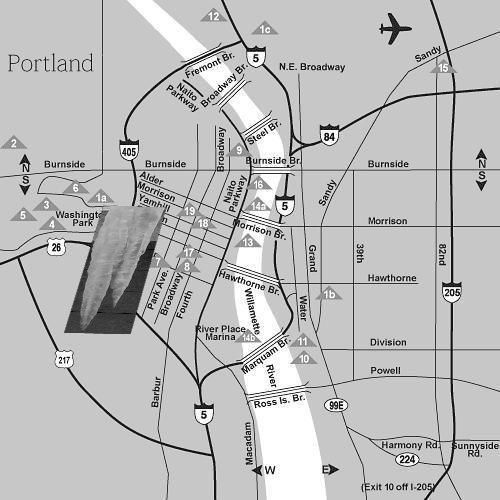 12
1c
5
Sandy
15
Portland
Fremont Br.
N.E. Broadway
Broadway Br.
Naito
Parkway
405
Steel Br.
84
2
N
S
Burnside
Burnside
Broadway
9
Burnside Br.
Burnside
N
S
6
1a
Alder
Morrison
Yamhill
Naito
Parkway
16
Sandy
3
5
4
Washingto
Park
19
18
14a
5
Morrison Br.
Morrison
26
13
17
7
8
Hawthorne Br.
Grand
39th
82nd
Hawthorne
Park Ave.
Broadway
Fourth
Willamette
Water
1b
205
River Place
Marina
14b
11
10
Division
217
Marquam Br.
River
Powell
Barbur
5
Ross Is. Br.
99E
Macadam
Harmony Rd.
Sunnyside
Rd.
224
W
E
(Exit 10 off I-205)